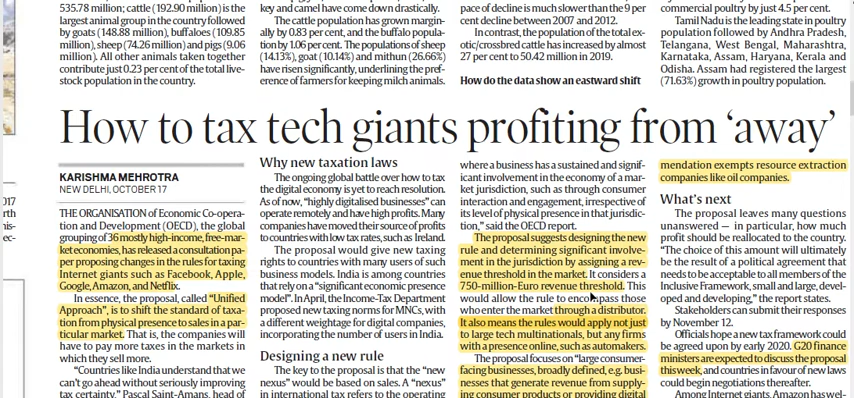 535.78 million; cattle (192.90 million) is the
largest animal group in the country followed
by goats (148.88 million), buffaloes (109.85
million), sheep (74.26 million) and pigs (9.06
million). All other animals taken together
contribute just 0.23 per cent of the total live-
stock population in the country.
key and camel have come down drastically.
The cattle population has grown margin-
ally by 0.83 per cent, and the buffalo popula-
tion by 1.06 per cent. The populations of sheep
(14.13%), goat (10.14%) and mithun (26.66%)
have risen significantly, underlining the pref-
erence of farmers for keeping milch animals.
pace of decline is much slower than the 9 per
cent decline between 2007 and 2012.
In contrast, the population of the total ex-
otic/crossbred cattle has increased by almost
27 per cent to 50.42 million in 2019.
How do the data show an eastward shift
commercial poultry by just 4.5 per cent.
Tamil Nadu is the leading state in poultry
population followed by Andhra Pradesh,
Telangana, West Bengal, Maharashtra,
Karnataka, Assam, Haryana, Kerala and
Odisha. Assam had registered the largest
(71.63%) growth in poultry population.
How to tax tech giants profiting from ‘away’
017
rth
nis-
ec-
KARISHMA MEHROTRA
NEW DELHI, OCTOBER 17
THE ORGANISATION of Economic Co-opera-
tion and Development (OECD), the global
grouping of 36 mostly high-income, free-mar-
ket economies, has released a consultation pa-
per proposing changes in the rules for taxing
Internet giants such as Facebook, Apple,
Google, Amazon, and Netflix.
In essence, the proposal, called “Unified
Approach”, is to shift the standard of taxa-
tion from physical presence to sales in a par-
ticular market. That is, the companies will
have to pay more taxes in the markets in
which they sell more.
“Countries like India understand that we
can’t go ahead without seriously improving
tax certainty,” Pascal Saint-Amans, head of
Why new taxation laws
The ongoing global battle over how to tax
the digital economy is yet to reach resolution.
As of now, “highly digitalised businesses” can
operate remotely and have high profits. Many
companies have moved their source of profits
to countries with low tax rates, such as Ireland.
The proposal would give new taxing
rights to countries with many users of such
business models. India is among countries
that rely on a “significant economic presence
model”. In April, the Income-Tax Department
proposed new taxing norms for MNCs, with
a different weightage for digital companies,
incorporating the number of users in India.
Designing a new rule
The key to the proposal is that the “new
nexus” would be based on sales. A “nexus”
in international tax refers to the operating
where a business has a sustained and signif-
icant involvement in the economy of a mar-
ket jurisdiction, such as through consumer
interaction and engagement, irrespective of
its level of physical presence in that jurisdic-
tion,” said the OECD report.
The proposal suggests designing the new
rule and determining significant involve-
ment in the jurisdiction by assigning a rev-
enue threshold in the market. It considers a
750-million-Euro revenue threshold. This
would allow the rule to encompass those
who enter the market through a distributor.
It also means the rules would apply not just
to large tech multinationals, but any firms
with a presence online, such as automakers.
The proposal focuses on “large consumer-
facing businesses, broadly defined, e.g. busi-
nesses that generate revenue from supply-
ing consumer products or providing digital
mendation exempts resource extraction
companies like oil companies.
What’s next
The proposal leaves many questions
unanswered — in particular, how much
profit should be reallocated to the country.
“The choice of this amount will ultimately
be the result of a political agreement that
needs to be acceptable to all members of the
Inclusive Framework, small and large, devel-
oped and developing,” the report states.
Stakeholders can submit their responses
by November 12.
Officials hope a new tax framework could
be agreed upon by early 2020. G20 finance
ministers are expected to discuss the proposal
this week, and countries in favour of new laws
could begin negotiations thereafter.
Among Internet giants, Amazon has wel-